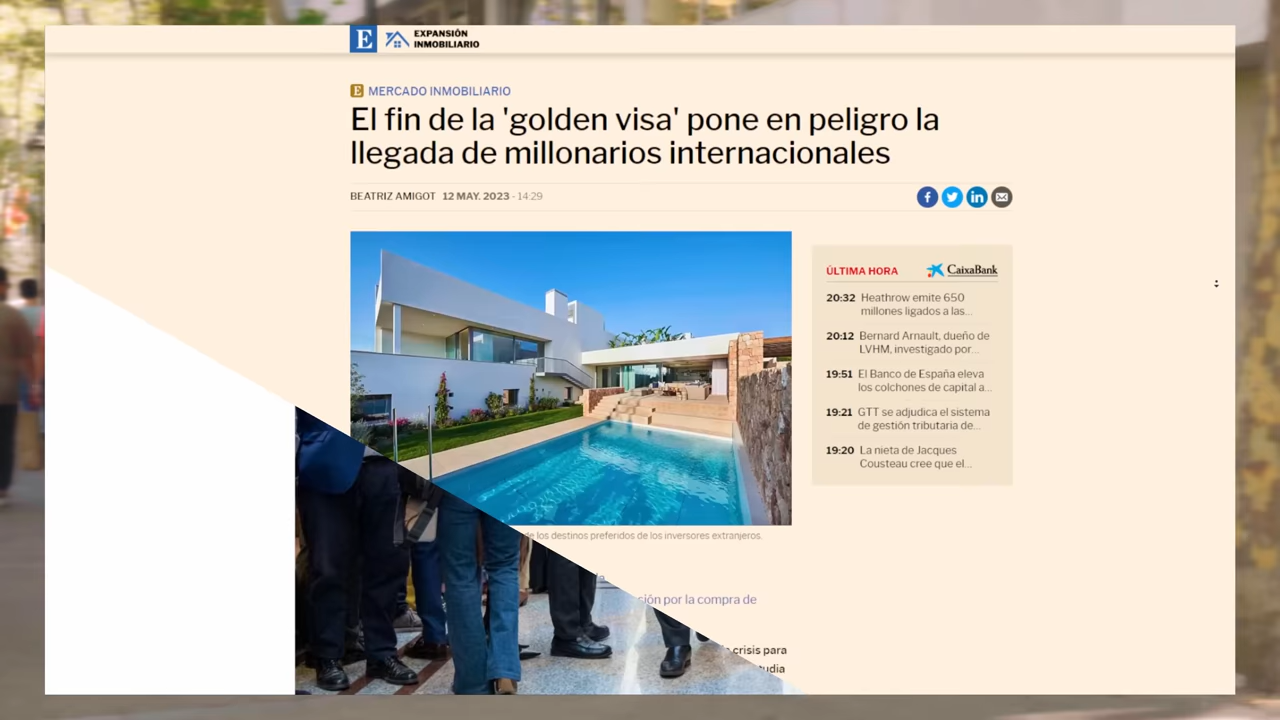 E EXPANSIÓN
INMOBILIARIO
E MERCADO INMOBILIARIO
El fin de la 'golden visa' pone en peligro la
llegada de millonarios internacionales
BEATRIZ AMIGOT 12 MAY. 2023 - 14:29
ÚLTIMA HORA CaixaBank
20:32 Heathrow emite 650
millones ligados a las...
20:12 Bernard Arnault, dueño de
LVHM, investigado por...
19:51 El Banco de España eleva
los colchones de capital a...
19:21 GTT se adjudica el sistema
de gestión tributaria de...
19:20 La nieta de Jacques
Cousteau cree que el...
de los destinos preferidos de los inversores extranjeros.
por la compra de
crisis para